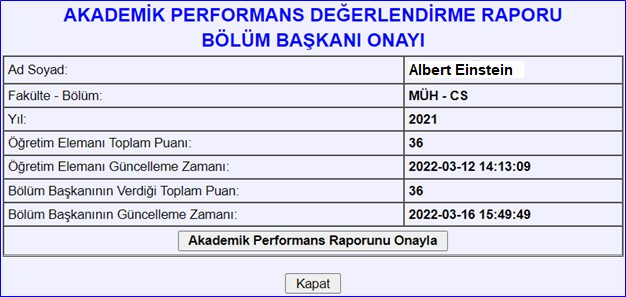 AKADEMİK PERFORMANS DEĞERLENDİRME RAPORU
BÖLÜM BAŞKANI ONAYI
Ad Soyad: Albert Einstein
Fakülte - Bölüm: MÜH - CS
Yıl: 2021
Öğretim Elemanı Toplam Puanı: 36
Öğretim Elemanı Güncelleme Zamanı: 2022-03-12 14:13:09
Bölüm Başkanının Verdiği Toplam Puan: 36
Bölüm Başkanının Güncelleme Zamanı: 2022-03-16 15:49:49
Akademik Performans Raporunu Onayla
Kapat